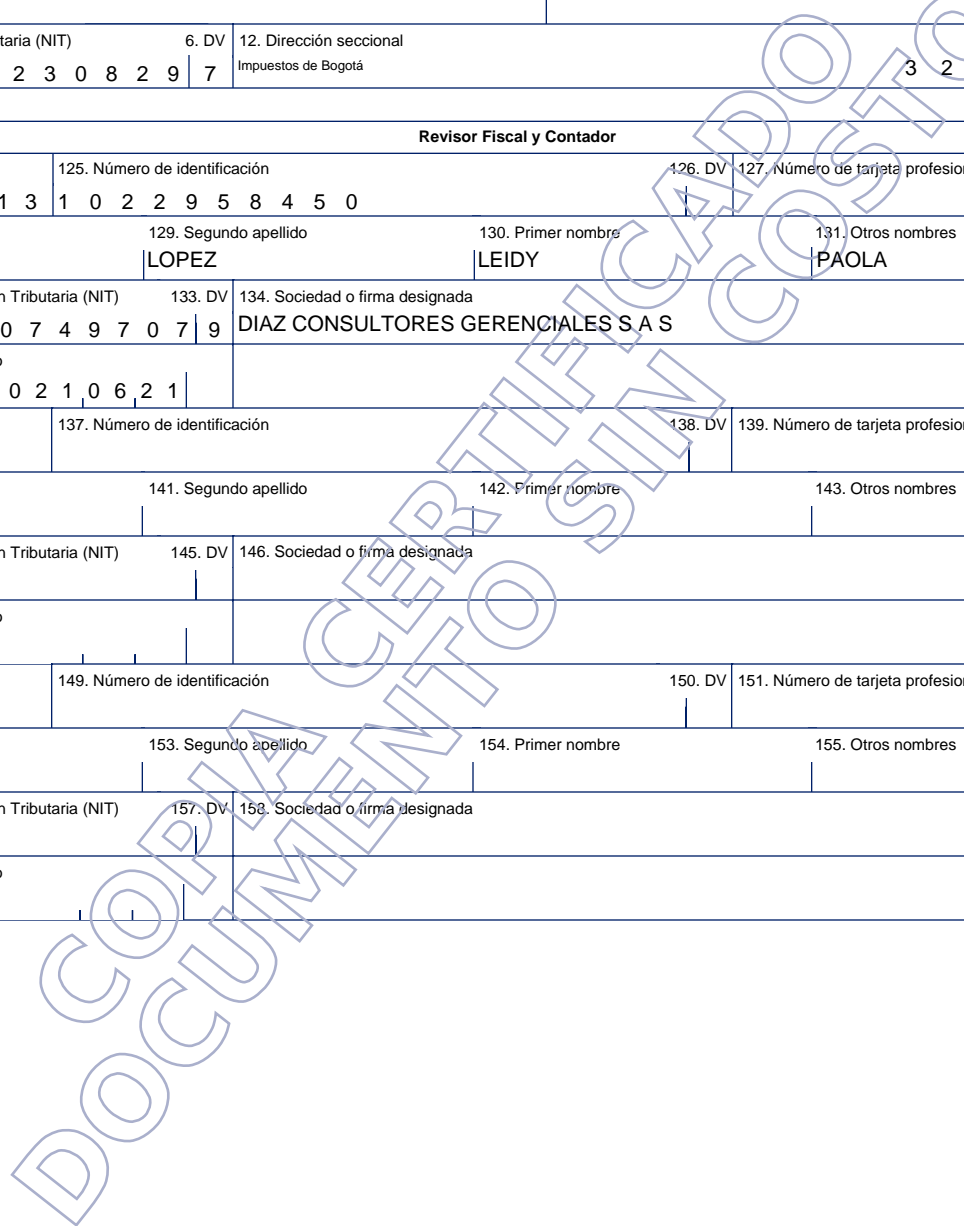 taria (NIT) 6. DV 12. Dirección seccional
2 3 0 8 2 9 7 Impuestos de Bogotá 3 2
Revisor Fiscal y Contador
125. Número de identificación 126. DV 127. Número de tarjeta profesion
1 3 1 0 2 2 9 5 8 4 5 0
129. Segundo apellido 130. Primer nombre 131. Otros nombres
LOPEZ LEIDY PAOLA
n Tributaria (NIT) 133. DV 134. Sociedad o firma designada
0 7 4 9 7 0 7 9 DIAZ CONSULTORES GERENCIALES S A S
o
0 2 1 0 6 2 1
137. Número de identificación 138. DV 139. Número de tarjeta profesion
141. Segundo apellido 142. Primer nombre 143. Otros nombres
n Tributaria (NIT) 145. DV 146. Sociedad o firma designada
o
149. Número de identificación 150. DV 151. Número de tarjeta profesion
153. Segundo apellido 154. Primer nombre 155. Otros nombres
n Tributaria (NIT) 157. DV 158. Sociedad o firma designada
o
COPIA CERTIFICADO
DOCUMENTO SIN COSTO